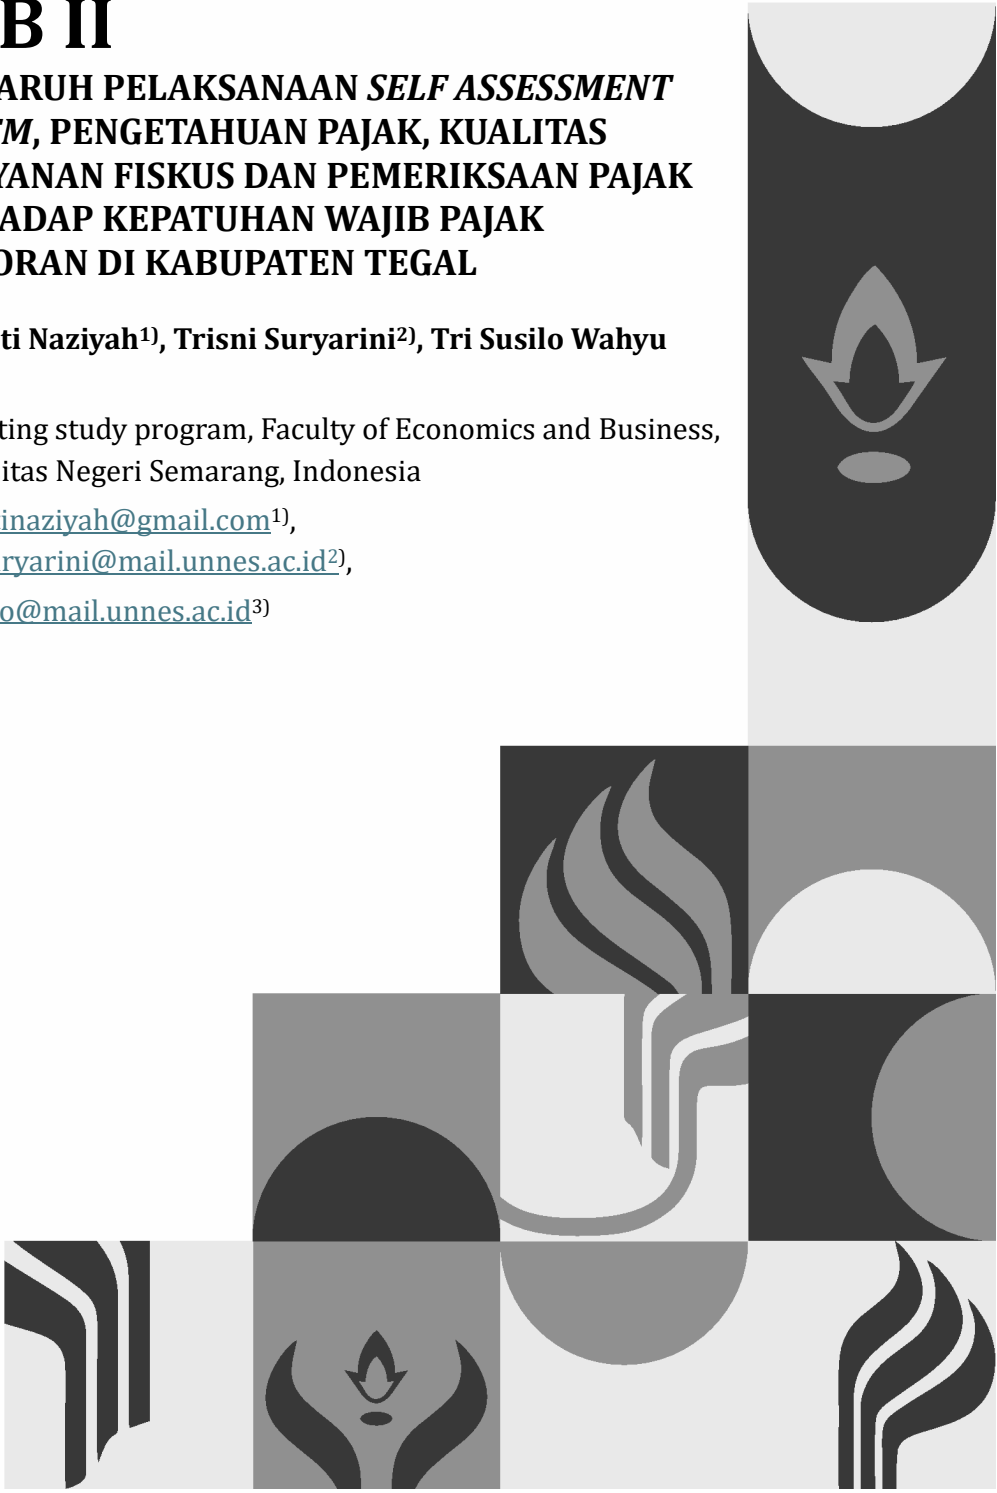 B II
ARUH PELAKSANAAN SELF ASSESSMENT
EM, PENGETAHUAN PAJAK, KUALITAS
YANAN FISKUS DAN PEMERIKSAAN PAJAK
ADAP KEPATUHAN WAJIB PAJAK
ORAN DI KABUPATEN TEGAL
ti Naziyah1), Trisni Suryarini2), Tri Susilo Wahyu
ting study program, Faculty of Economics and Business,
itas Negeri Semarang, Indonesia
inaziyah@gmail.com1),
ryarini@mail.unnes.ac.id2),
o@mail.unnes.ac.id3)